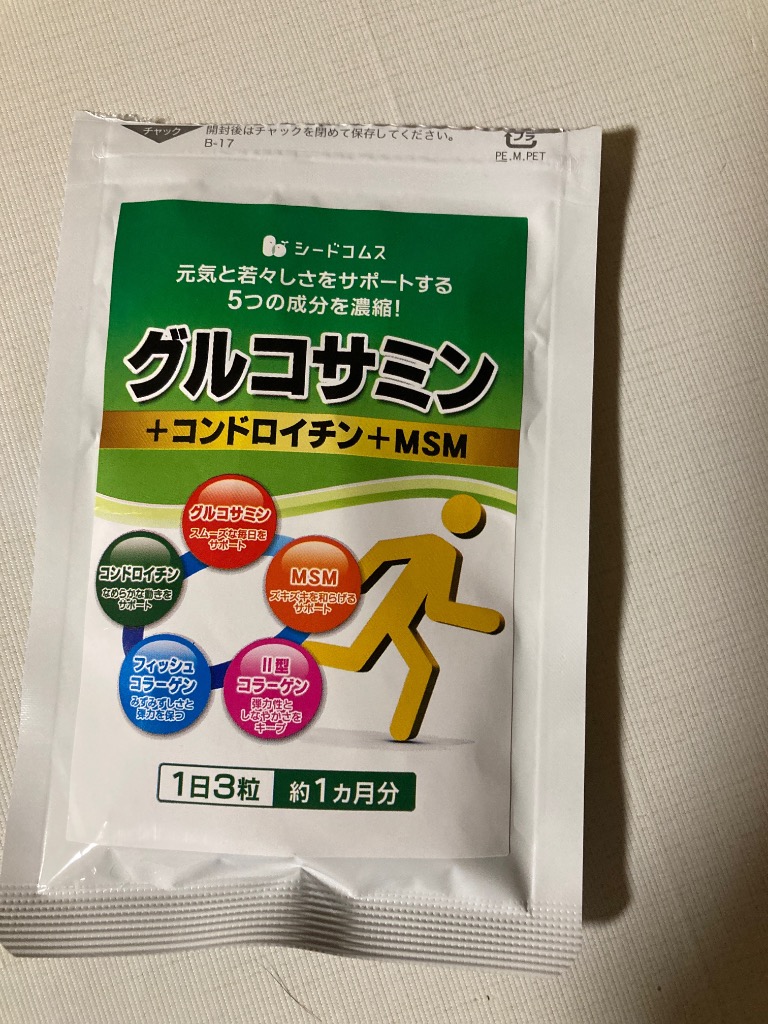 チャック
開封後はチャックを閉めて保存してください。
B-17
プラ
PE.M.PET
シードコムス
元気と若々しさをサポートする
5つの成分を濃縮!
グルコサミン
+コンドロイチン+MSM
グルコサミン
スムーズな毎日を
サポート
コンドロイチン
なめらかな動きを
サポート
MSM
ズキズキを和らげる
サポート
フィッシュ
コラーゲン
みずみずしさと
弾力を保つ
II型
コラーゲン
弾力性と
しなやかさを
キープ
1日3粒 約1カ月分